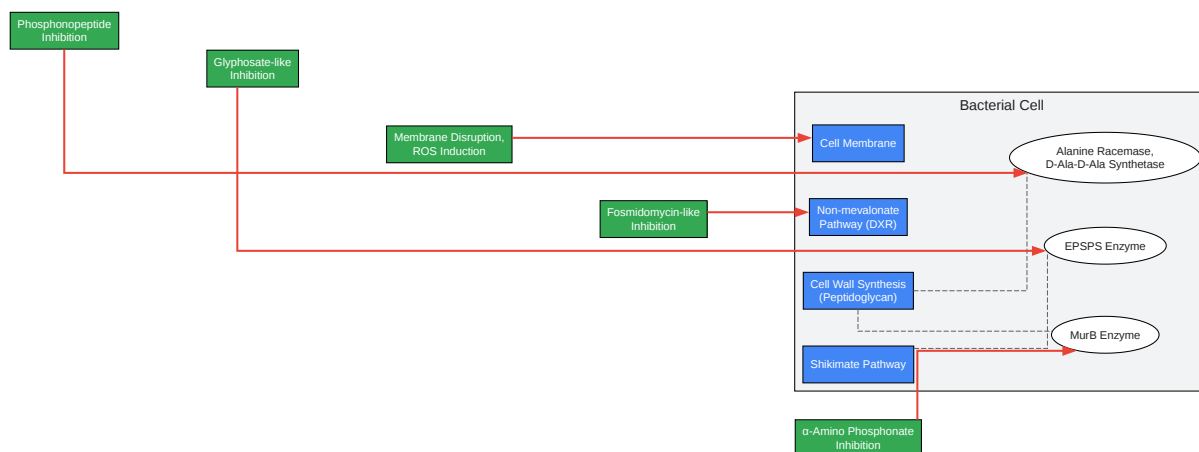 Phosphonopeptide
Inhibition
Glyphosate-like
Inhibition
Bacterial Cell
Membrane Disruption,
ROS Induction
Cell Membrane
Alanine Racemase,
D-Ala-D-Ala Synthetase
Fosmidomycin-like
Inhibition
Non-mevalonate
Pathway (DXR)
EPSPS Enzyme
Cell Wall Synthesis
(Peptidoglycan)
MurB Enzyme
Shikimate Pathway
α-Amino Phosphonate
Inhibition